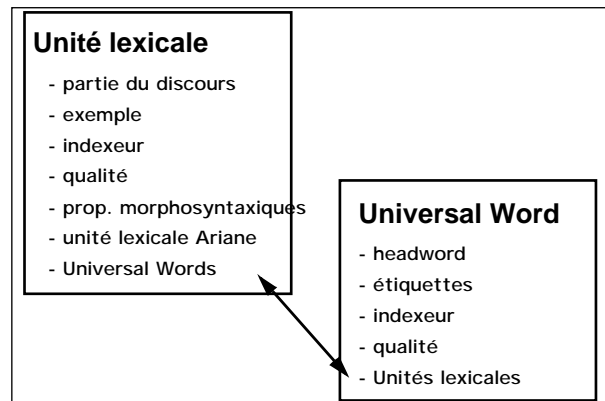 Unité lexicale
- partie du discours
- exemple
- indexeur
- qualité
- prop. morphosyntaxiques
- unité lexicale Ariane
- Universal Words
Universal Word
- headword
- étiquettes
- indexeur
- qualité
- Unités lexicales